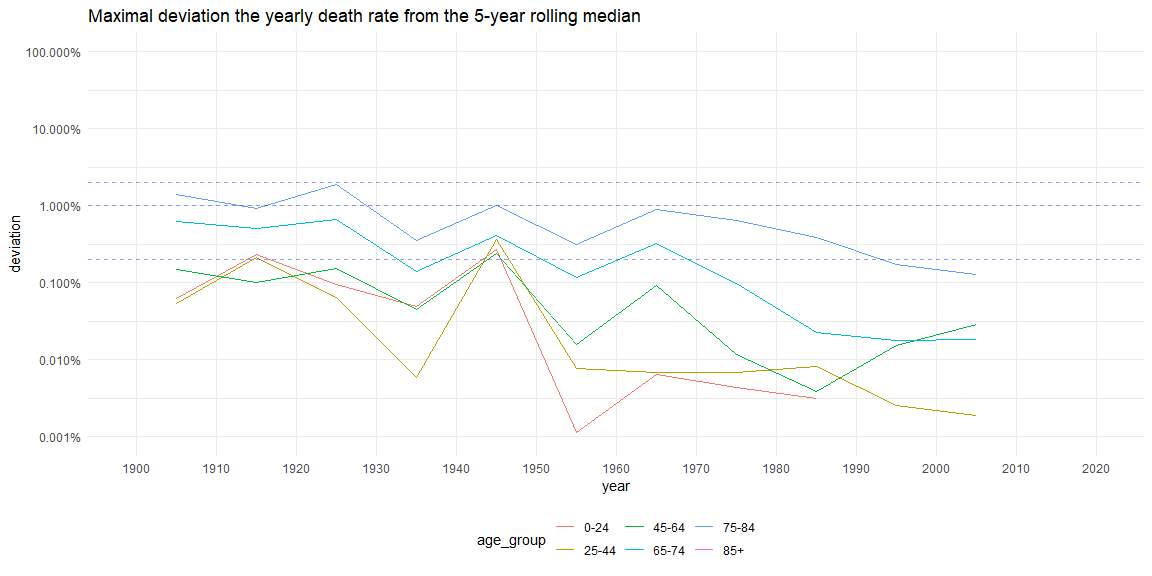 Maximal deviation the yearly death rate from the 5-year rolling median
100.000%
10.000%
1.000%
0.100%
0.010%
0.001%
deviation
1900 1910 1920 1930 1940 1950 1960 1970 1980 1990 2000 2010 2020
year
age_group
0-24 45-64 75-84
25-44 65-74 85+